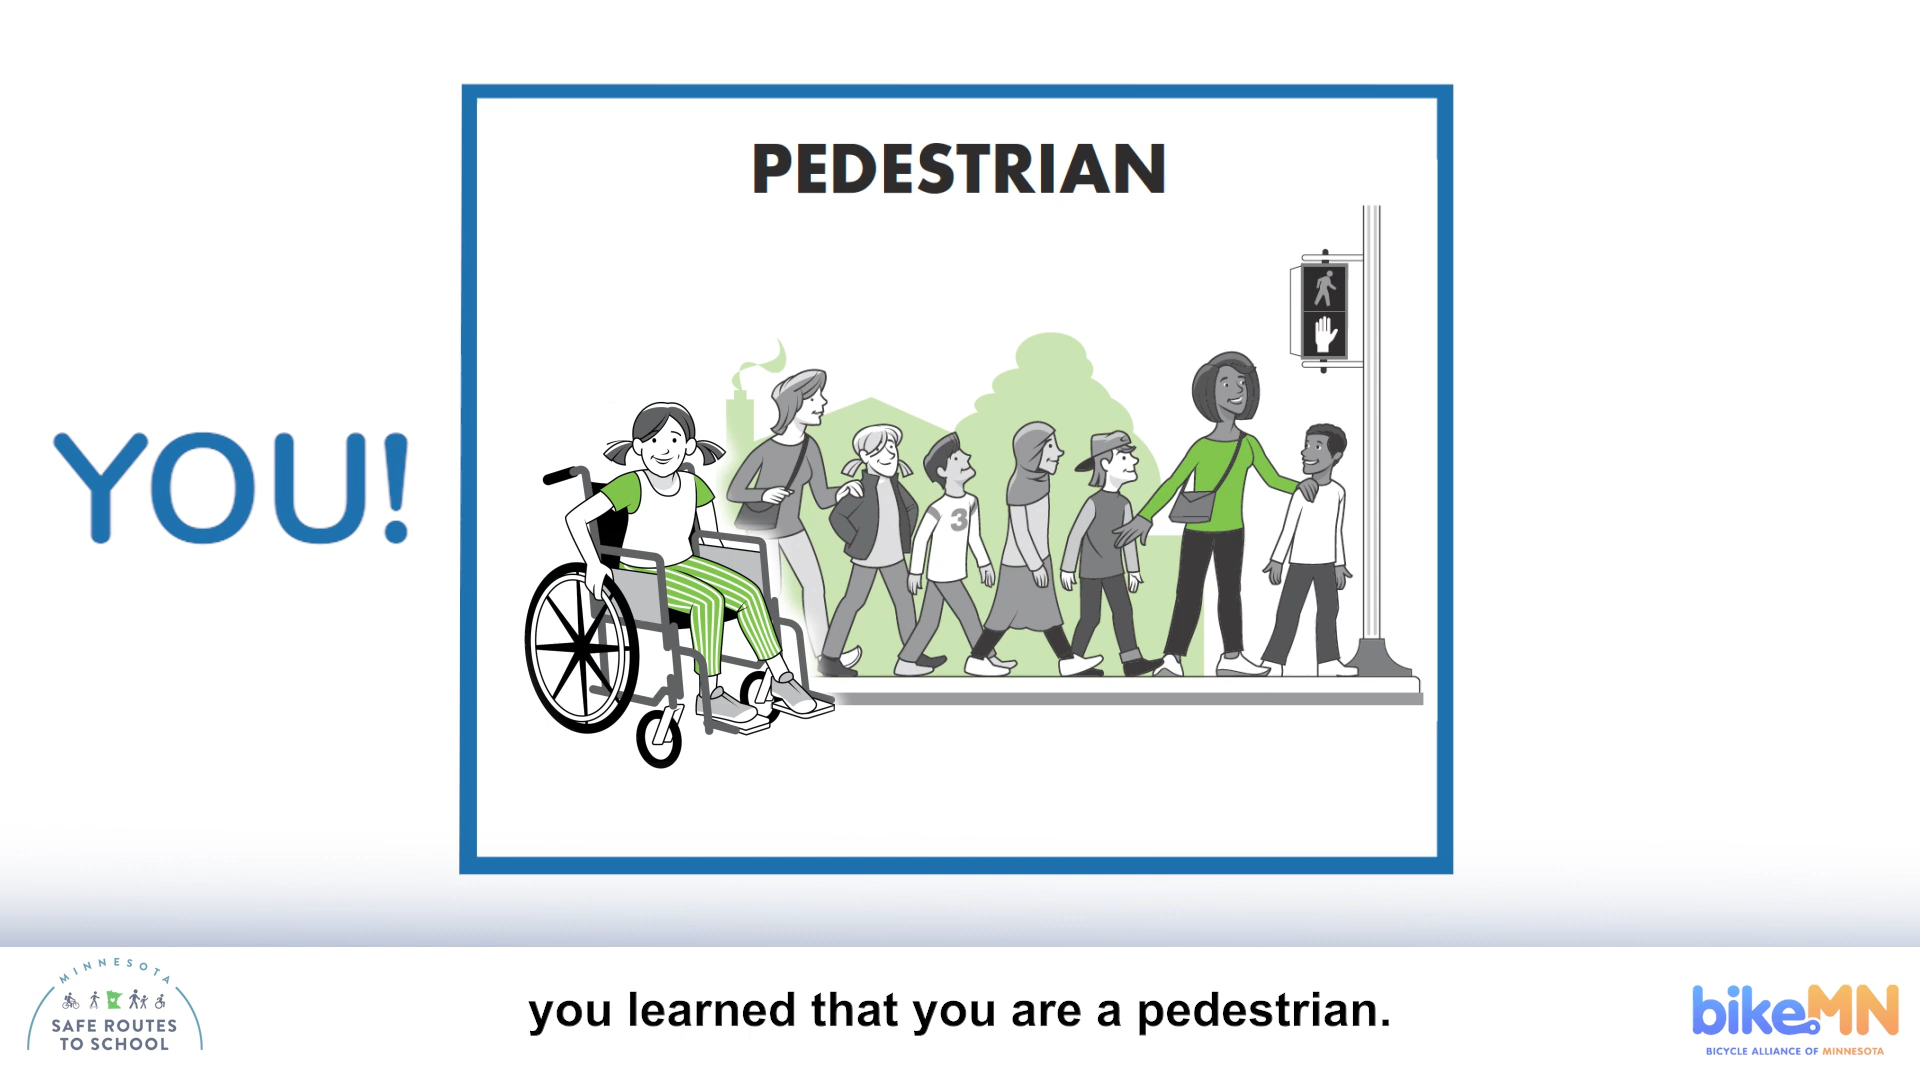 PEDESTRIAN
YOU!
3
MINNESOTA
SAFE ROUTES
TO SCHOOL
you learned that you are a pedestrian.
bikeMN
BICYCLE ALLIANCE OF MINNESOTA